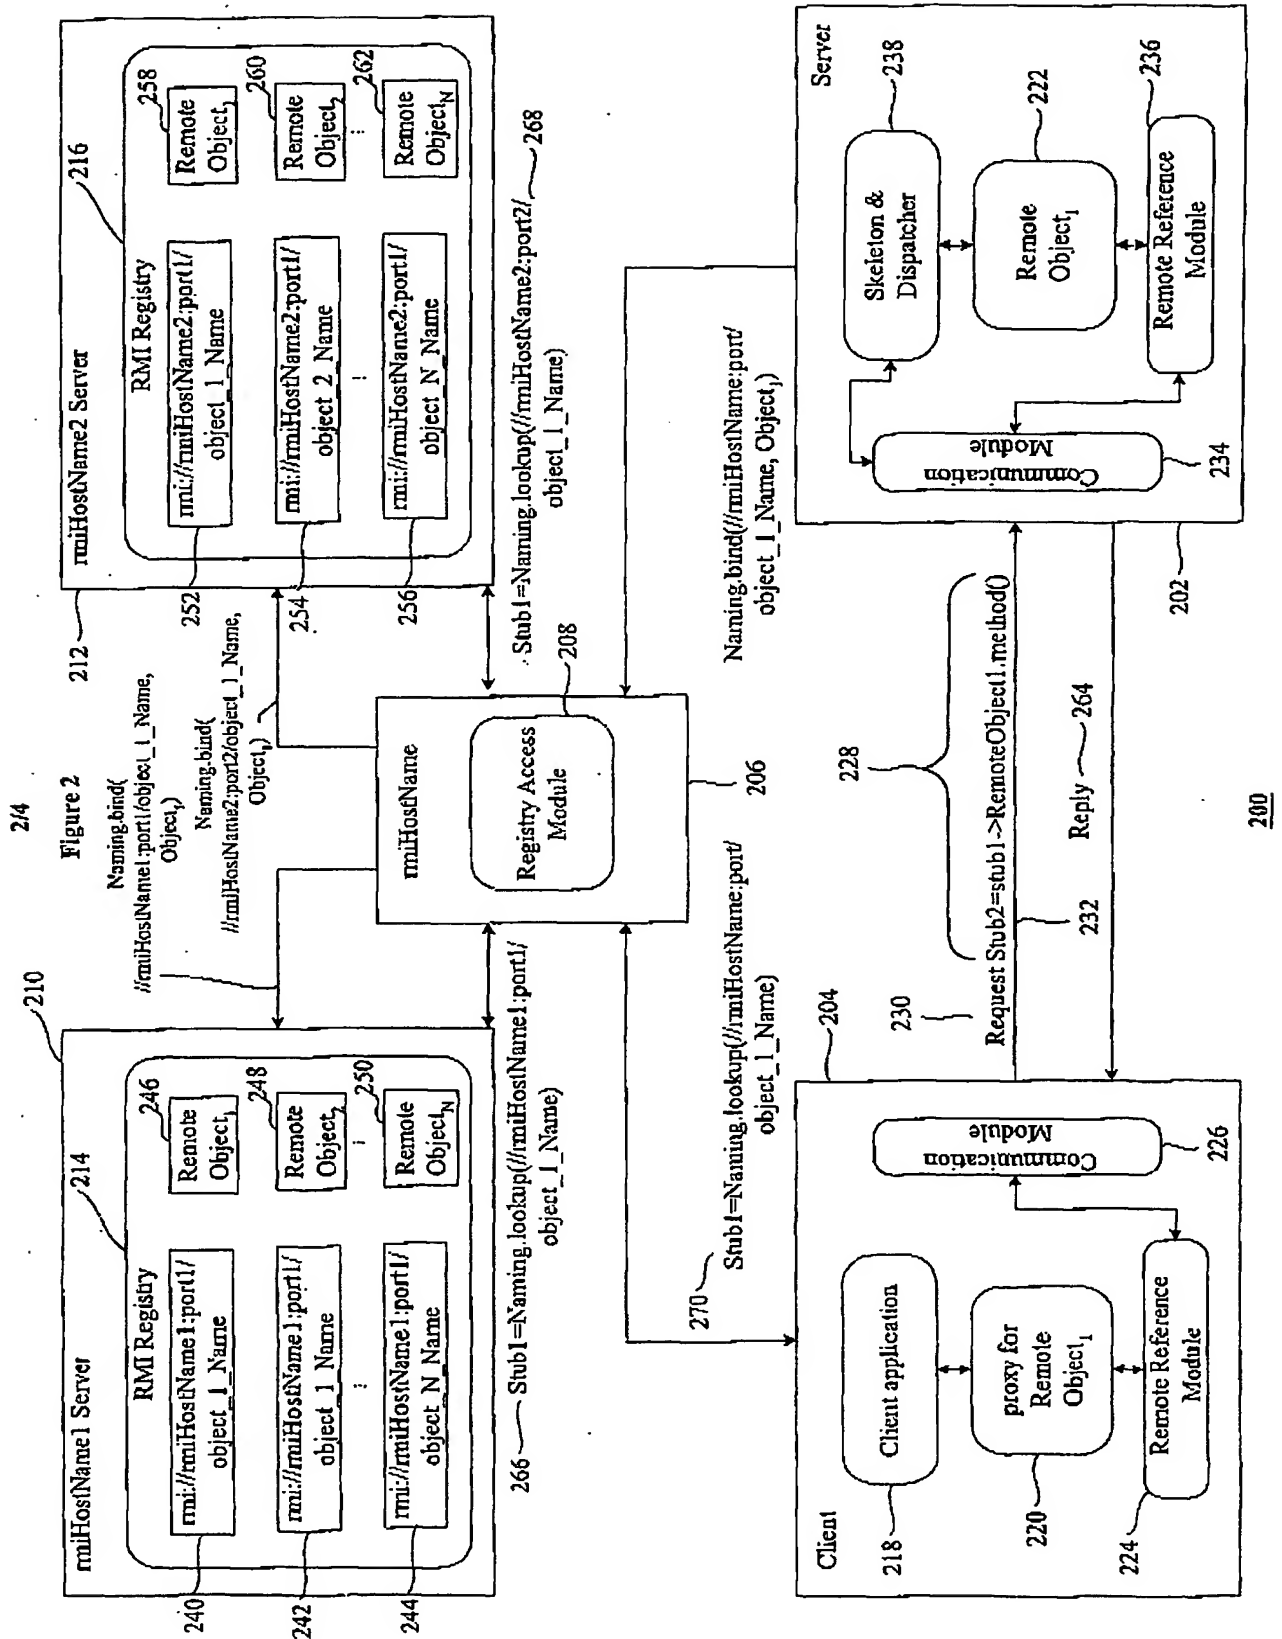 2/4
Figure 2
rmiHostName1 Server
210
214
RMI Registry
rmi://rmiHostName1:port1/
object_1_Name
240
Remote
Object1
246
rmi://rmiHostName1:port1/
object_1_Name
242
Remote
Object2
248
⋮
⋮
rmi://rmiHostName1:port1/
object_N_Name
244
Remote
ObjectN
250
Naming.bind(
//rmiHostName1:port1/object_1_Name,
Object1)
Naming.bind(
//rmiHostName2:port2/object_1_Name,
Object1)
212
rmiHostName2 Server
216
RMI Registry
rmi://rmiHostName2:port1/
object_1_Name
252
Remote
Object1
258
rmi://rmiHostName2:port1/
object_2_Name
254
Remote
Object2
260
⋮
⋮
rmi://rmiHostName2:port1/
object_N_Name
256
Remote
ObjectN
262
rmiHostName
Registry Access
Module
208
206
266
Stub1=Naming.lookup(//rmiHostName1:port1/
object_1_Name)
Stub1=Naming.lookup(//rmiHostName2:port2/
object_1_Name)
268
270
Stub1=Naming.lookup(//rmiHostName:port/
object_1_Name)
Naming.bind(//rmiHostName:port/
object_1_Name, Object1)
Client
204
Client application
218
proxy for
Remote
Object1
220
Remote Reference
Module
224
Communication
Module
226
228
230
Request Stub2=stub1->RemoteObject1.method()
232
Reply
264
Server
202
Communication
Module
234
Skeleton &
Dispatcher
238
Remote
Object1
222
Remote Reference
Module
236
200